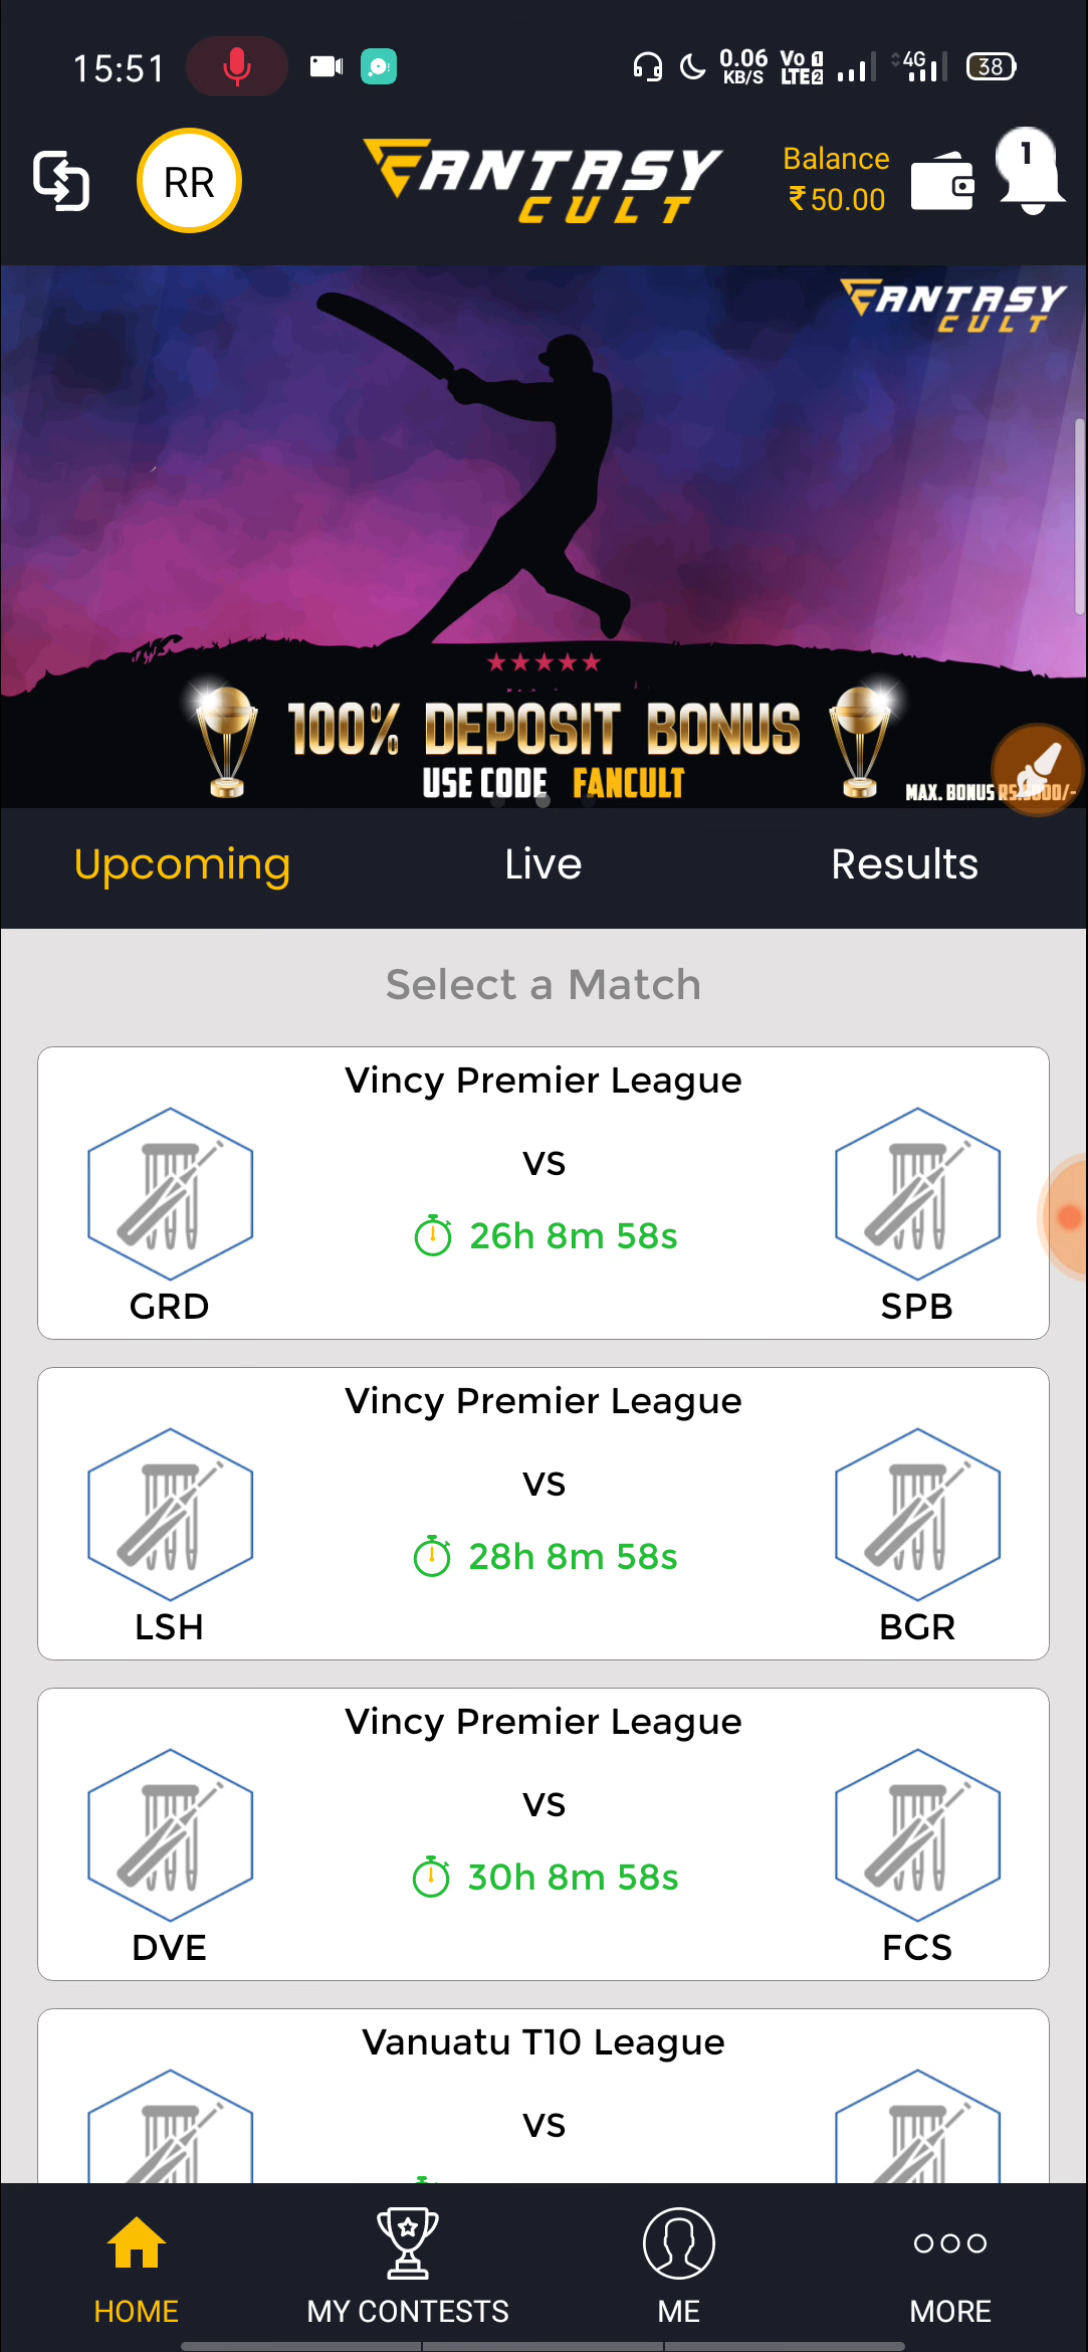 15:51
0.06 KB/S
Vo LTE 1 2
4G
38
RR
FANTASY CULT
Balance
₹50.00
1
FANTASY CULT
100% DEPOSIT BONUS
USE CODE FANCULT
MAX. BONUS
Upcoming
Live
Results
Select a Match
Vincy Premier League
VS
26h 8m 58s
GRD
SPB
Vincy Premier League
VS
28h 8m 58s
LSH
BGR
Vincy Premier League
VS
30h 8m 58s
DVE
FCS
Vanuatu T10 League
VS
HOME
MY CONTESTS
ME
MORE